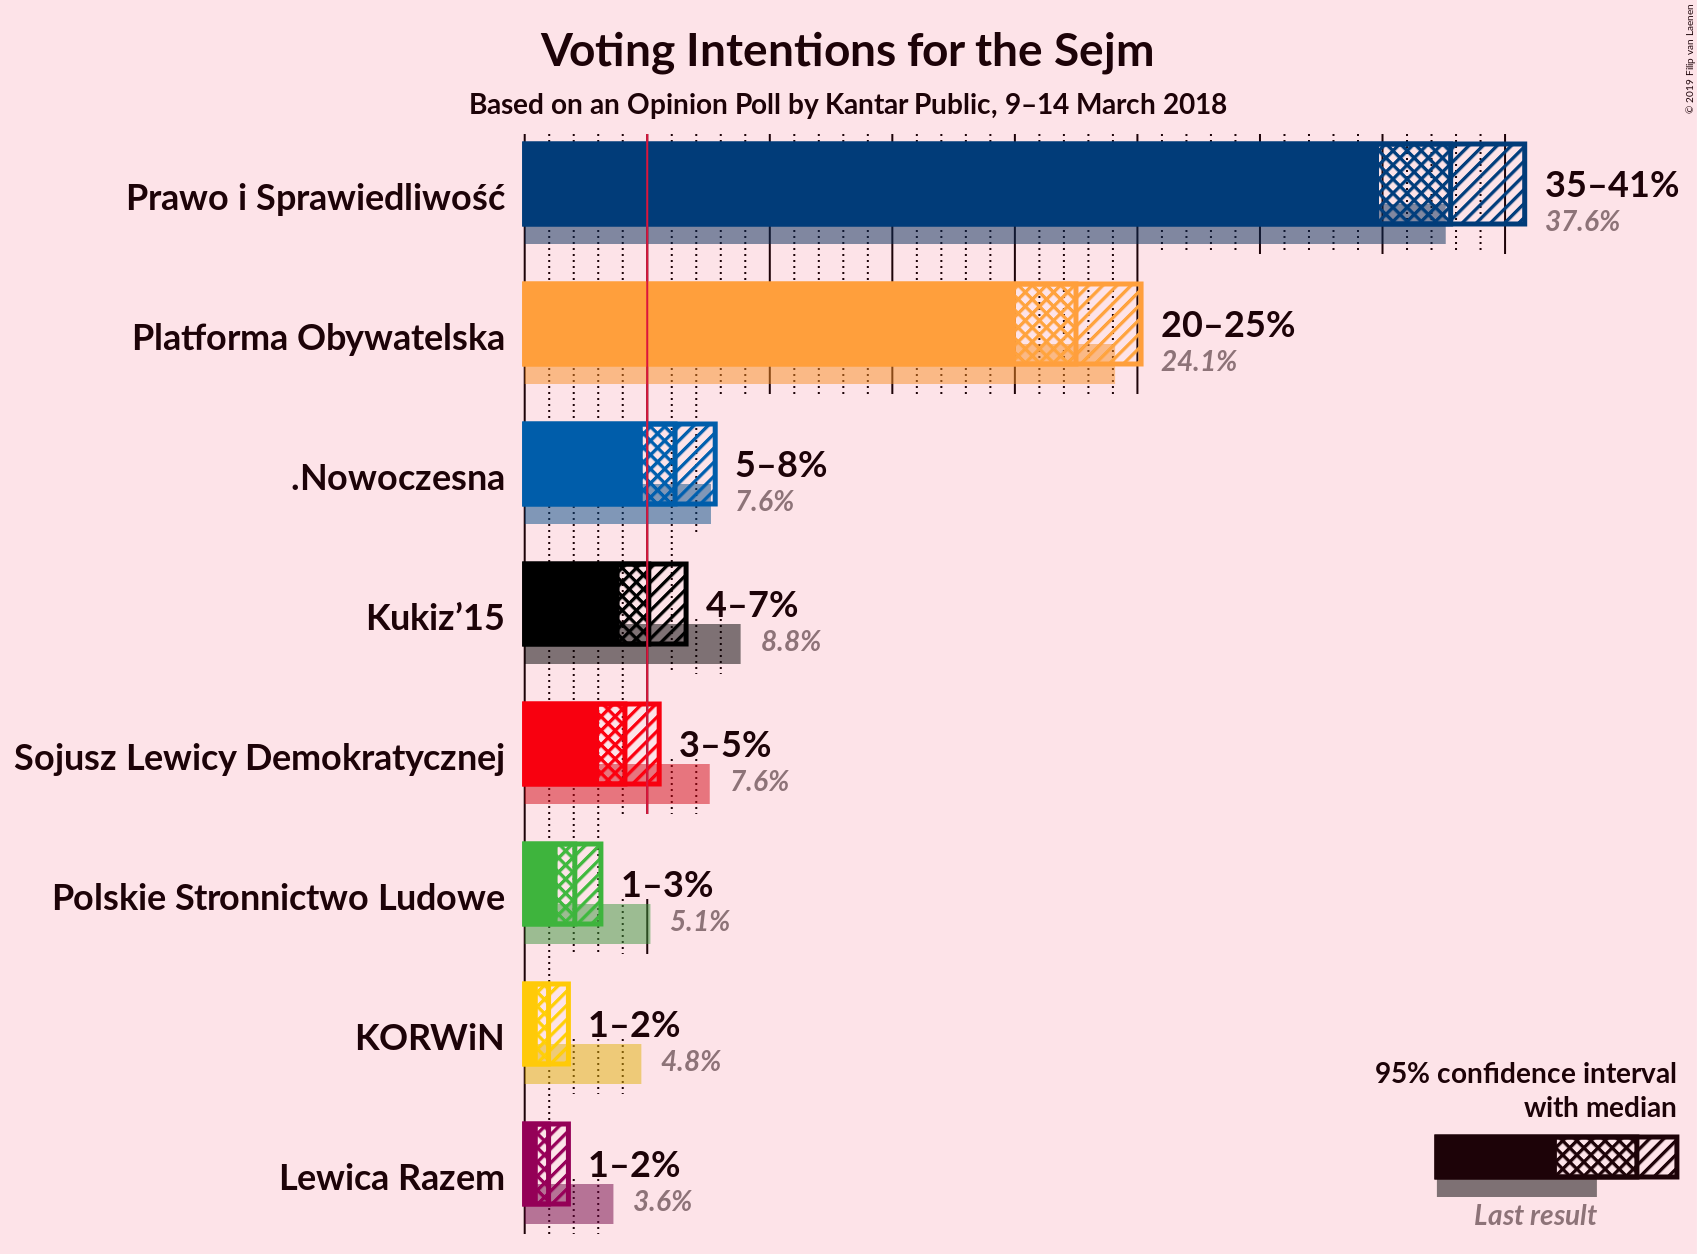 Voting Intentions for the Sejm
Based on an Opinion Poll by Kantar Public, 9–14 March 2018
© 2019 Filip van Laenen
Prawo i Sprawiedliwość
35–41%
37.6%
Platforma Obywatelska
20–25%
24.1%
.Nowoczesna
5–8%
7.6%
Kukiz’15
4–7%
8.8%
Sojusz Lewicy Demokratycznej
3–5%
7.6%
Polskie Stronnictwo Ludowe
1–3%
5.1%
KORWiN
1–2%
4.8%
Lewica Razem
1–2%
3.6%
95% confidence interval
with median
Last result